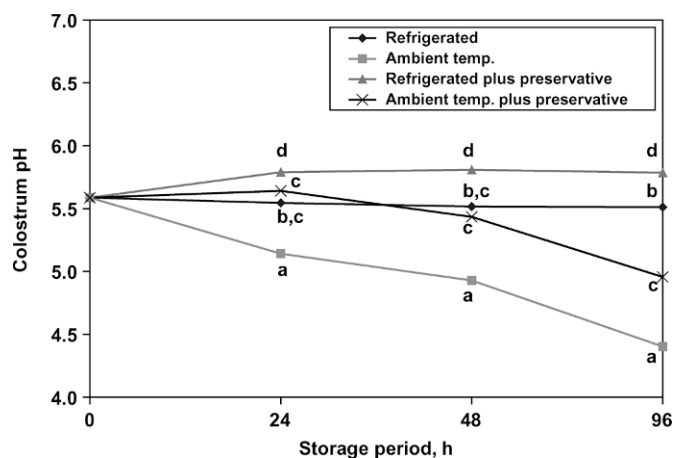 7.0
Refrigerated
Ambient temp.
Refrigerated plus preservative
Ambient temp. plus preservative
6.5
6.0
d
d
d
c
b,c
b
5.5
b,c
c
Colostrum pH
5.0
a
a
c
4.5
a
4.0
0
24
48
96
Storage period, h